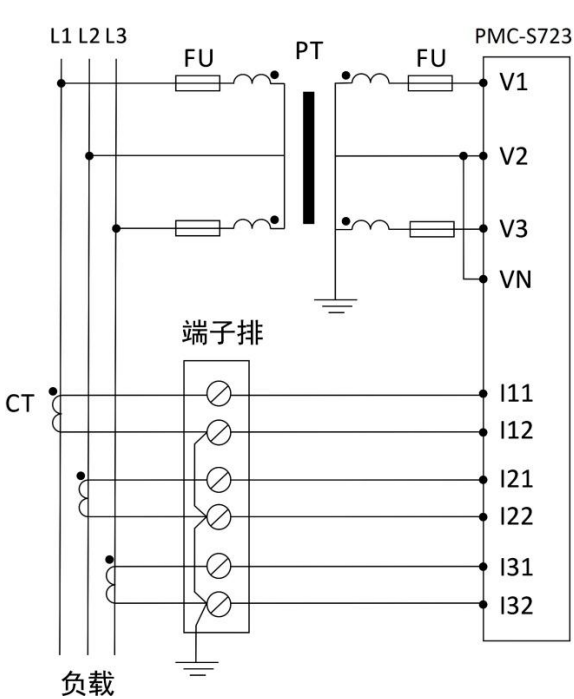 L1 L2 L3
FU
PT
FU
PMC-S723
V1
V2
V3
VN
端子排
CT
I11
I12
I21
I22
I31
I32
负载